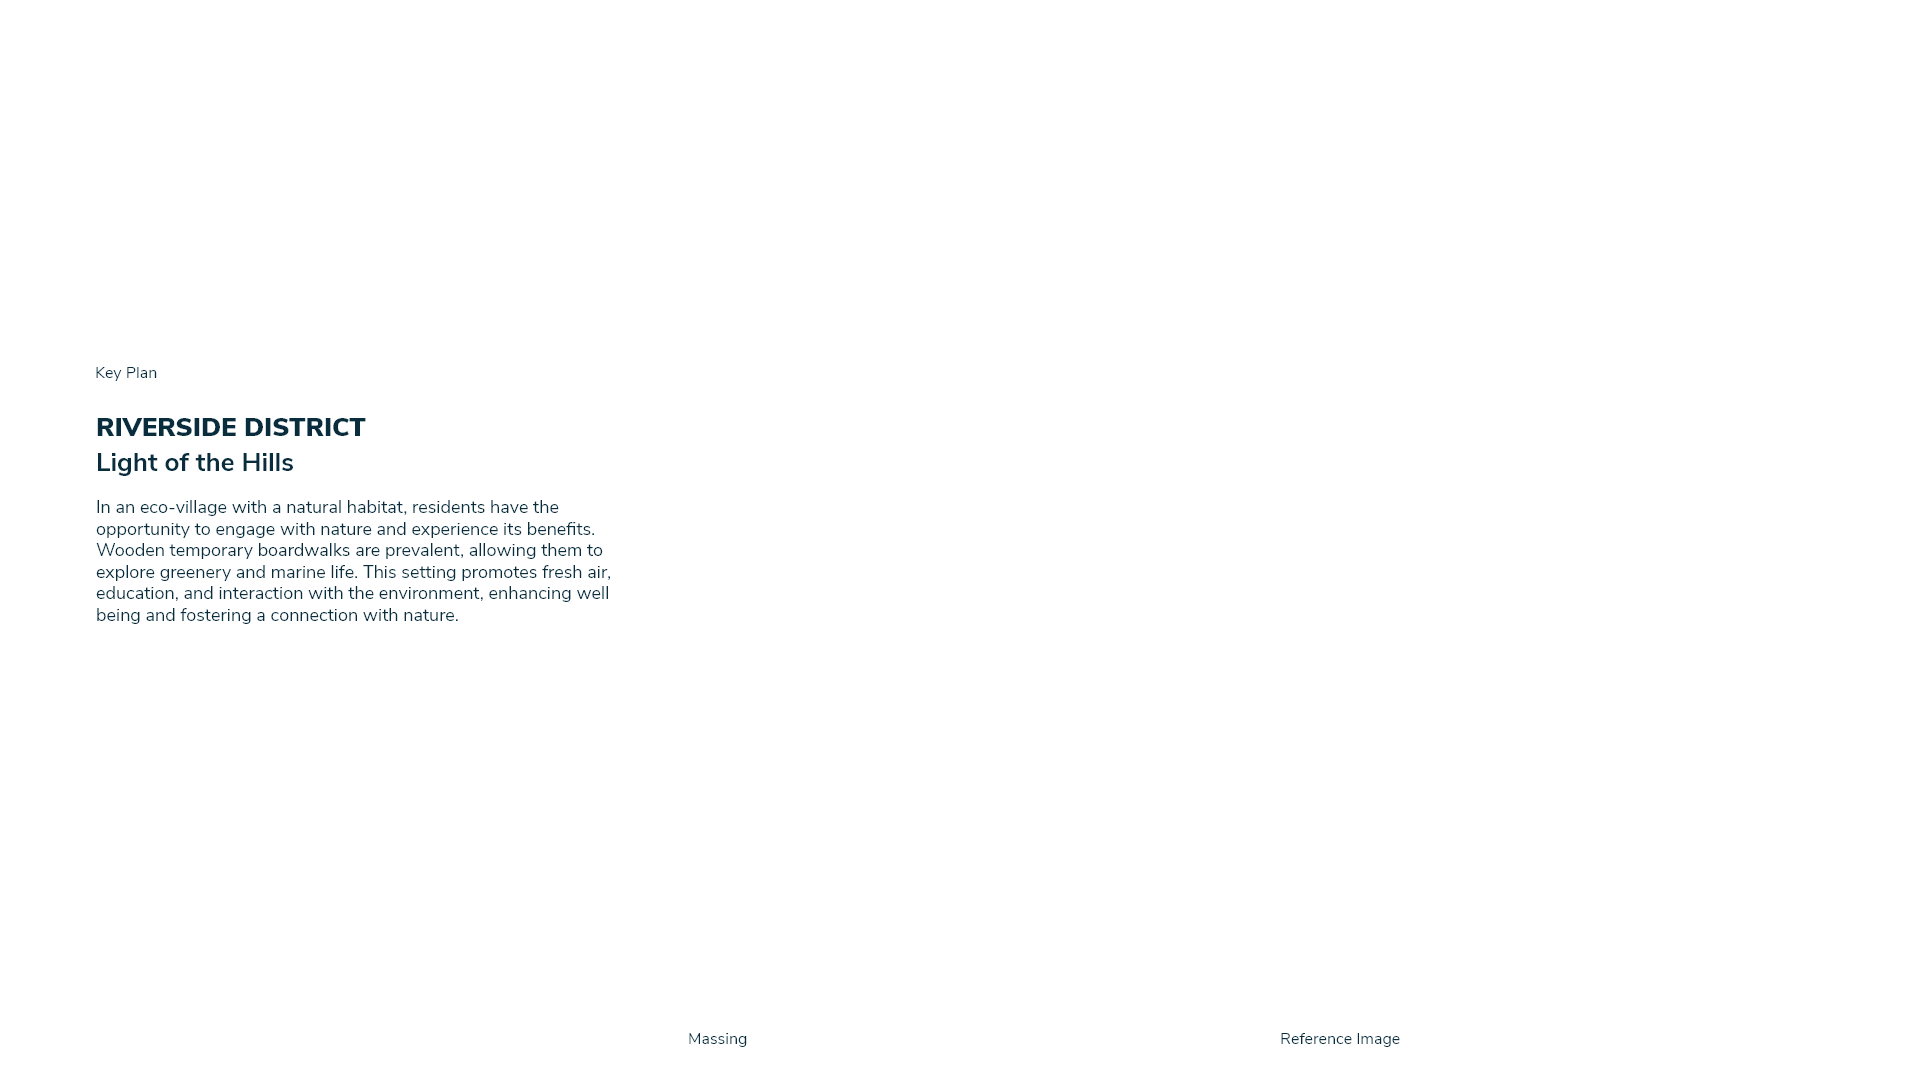 Key Plan
RIVERSIDE DISTRICT
Light of the Hills
In an eco-village with a natural habitat, residents have the
opportunity to engage with nature and experience its benefits.
Wooden temporary boardwalks are prevalent, allowing them to
explore greenery and marine life. This setting promotes fresh air,
education, and interaction with the environment, enhancing well
being and fostering a connection with nature.
Massing
Reference Image